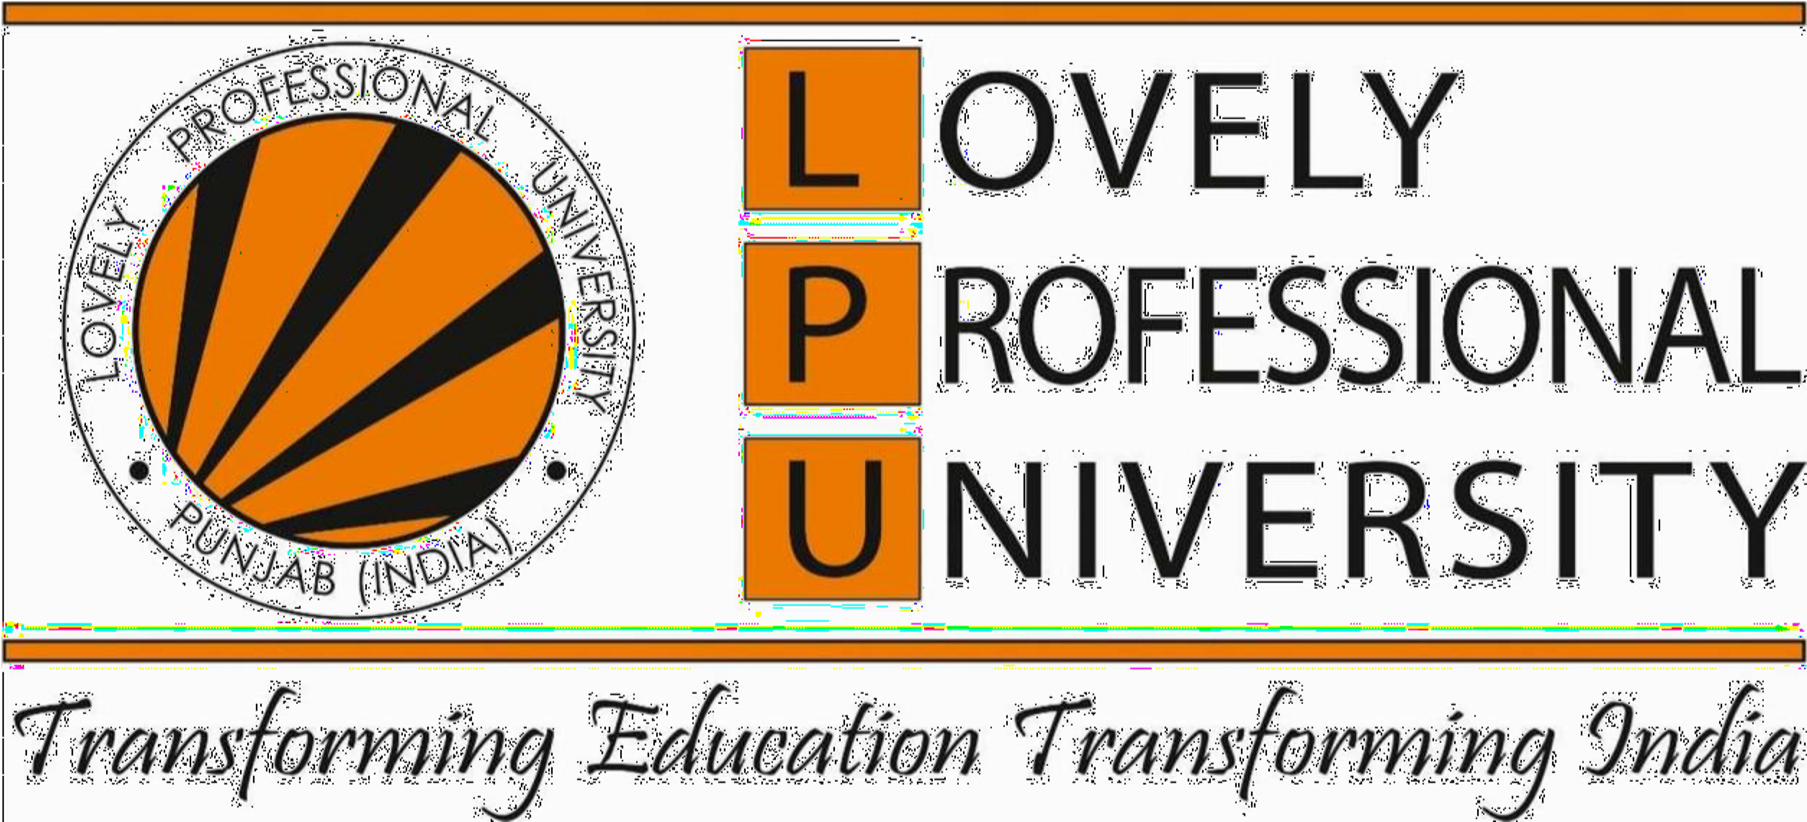 LOVELY PROFESSIONAL UNIVERSITY
PUNJAB (INDIA)
LOVELY
PROFESSIONAL
UNIVERSITY
Transforming Education Transforming India